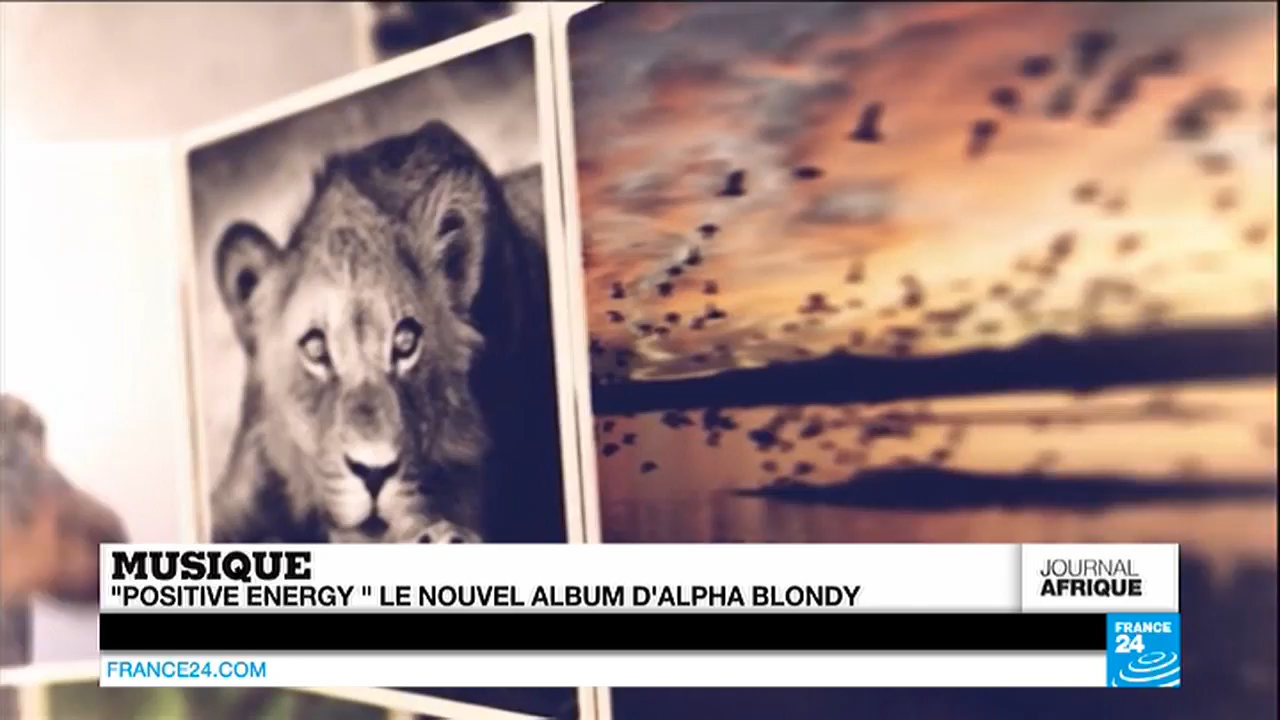 MUSIQUE
"POSITIVE ENERGY " LE NOUVEL ALBUM D'ALPHA BLONDY
JOURNAL
AFRIQUE
FRANCE
24
FRANCE24.COM